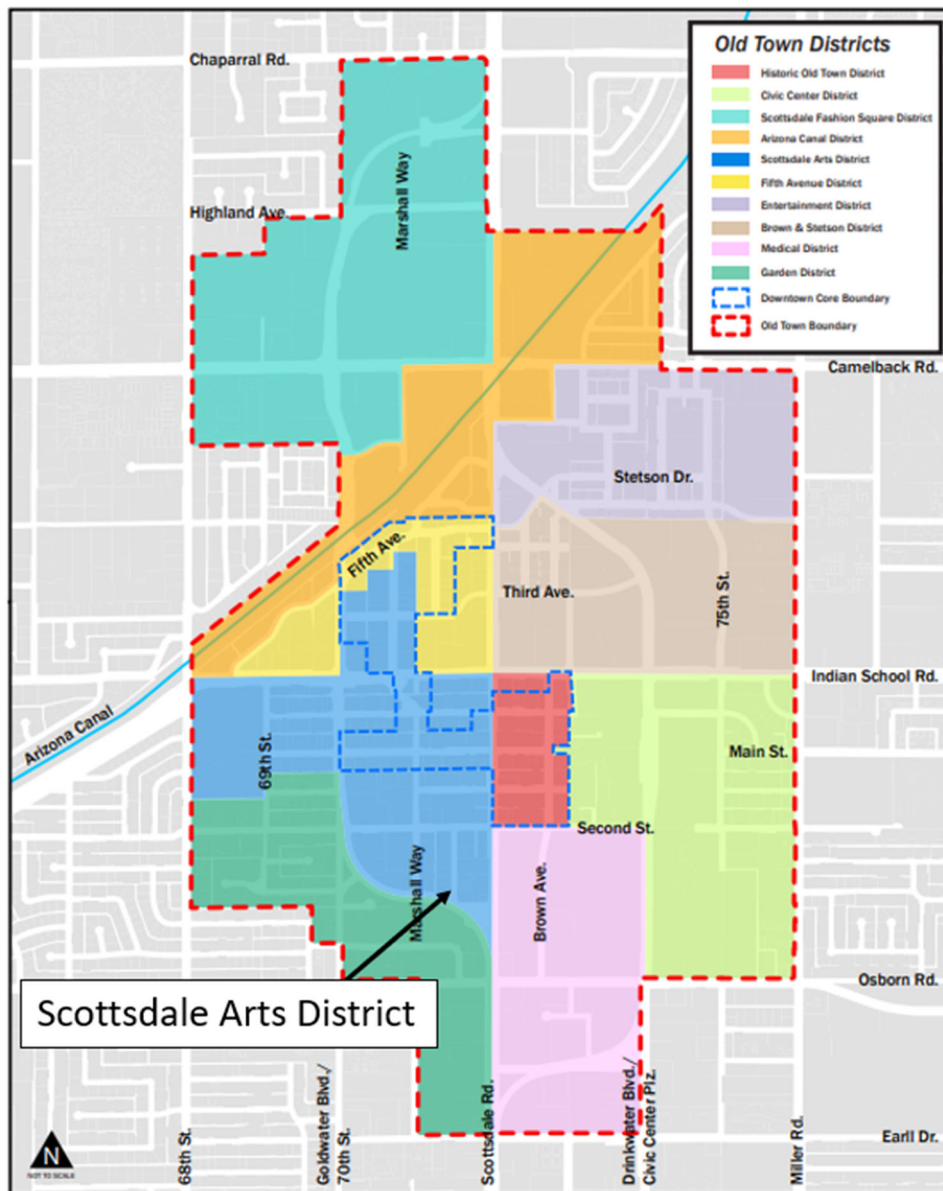 Old Town Districts
Historic Old Town District
Civic Center District
Scottsdale Fashion Square District
Arizona Canal District
Scottsdale Arts District
Fifth Avenue District
Entertainment District
Brown & Stetson District
Medical District
Garden District
Downtown Core Boundary
Old Town Boundary
Chaparral Rd.
Marshall Way
Highland Ave.
Camelback Rd.
Stetson Dr.
Fifth Ave.
Third Ave.
75th St.
Indian School Rd.
Arizona Canal
69th St.
Main St.
Second St.
Marshall Way
Brown Ave.
Osborn Rd.
Scottsdale Arts District
68th St.
Goldwater Blvd./
70th St.
Scottsdale Rd.
Drinkwater Blvd./
Civic Center Plz.
Miller Rd.
Earll Dr.
N
NOT TO SCALE